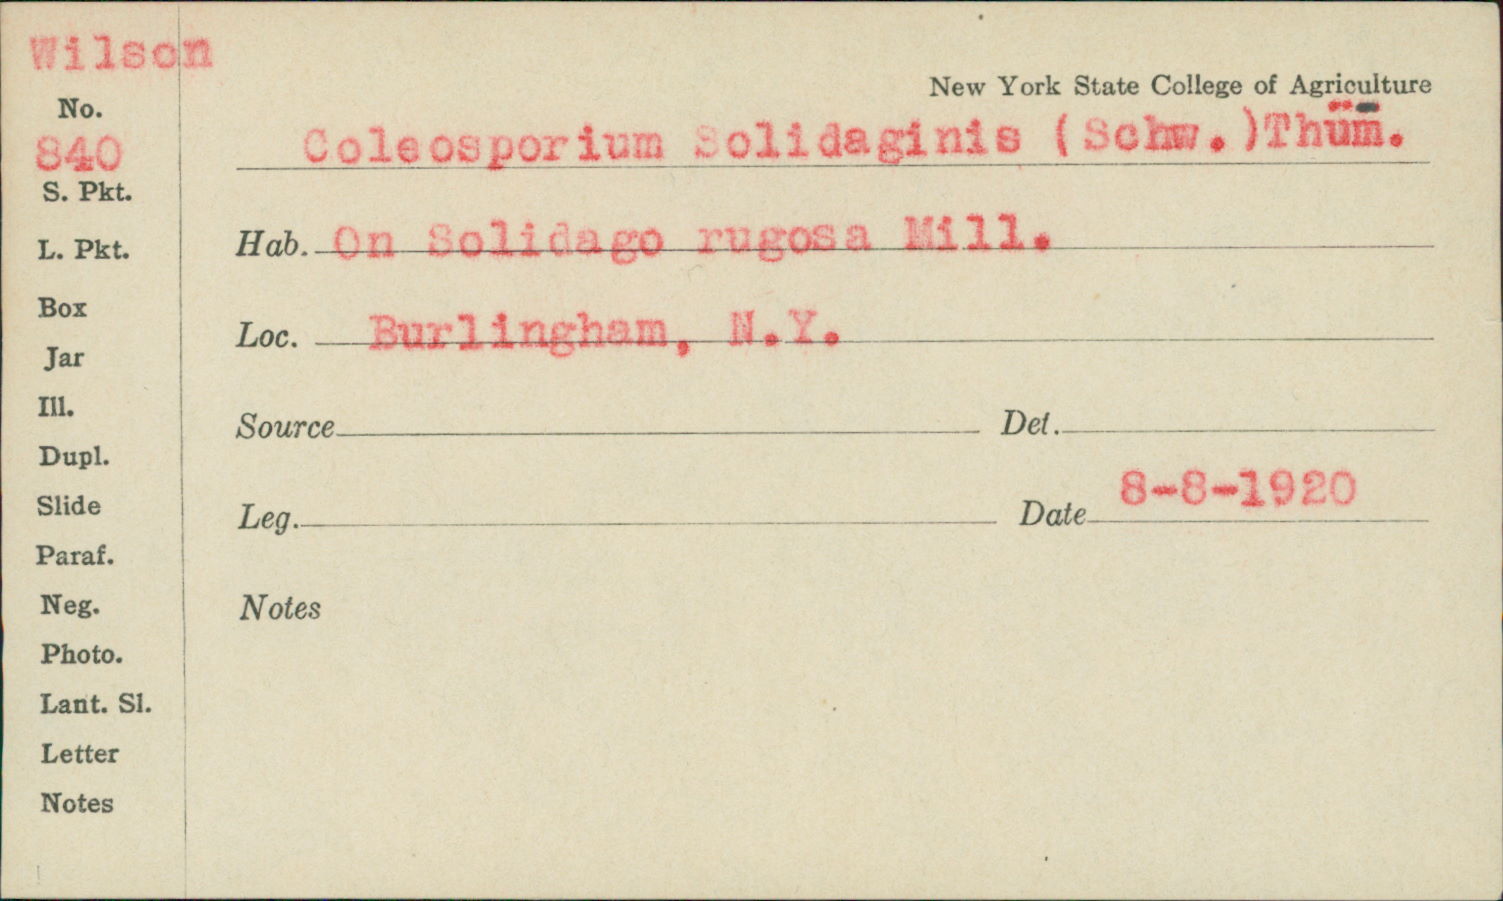 Wilson
New York State College of Agriculture
No.
840
Coleosporium Solidaginis (Schw.)Thüm̄.
S. Pkt.
L. Pkt.
Hab. On Solidago rugosa Mill.
Box
Loc. Burlingham, N.Y.
Jar
Ill.
Source Det.
Dupl.
Slide
Leg. Date 8-8-1920
Paraf.
Neg.
Notes
Photo.
Lant. Sl.
Letter
Notes